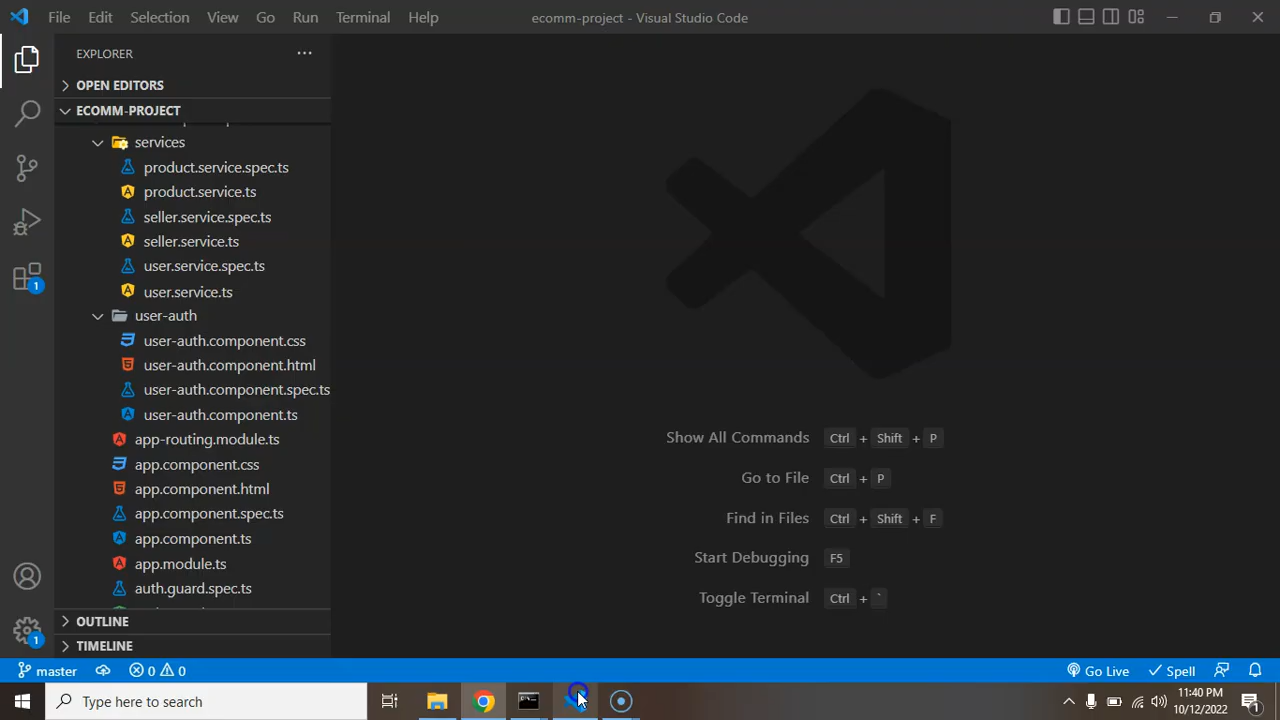 File Edit Selection View Go Run Terminal Help
ecomm-project - Visual Studio Code
EXPLORER
OPEN EDITORS
ECOMM-PROJECT
services
product.service.spec.ts
product.service.ts
seller.service.spec.ts
seller.service.ts
user.service.spec.ts
user.service.ts
user-auth
user-auth.component.css
user-auth.component.html
user-auth.component.spec.ts
user-auth.component.ts
app-routing.module.ts
app.component.css
app.component.html
app.component.spec.ts
app.component.ts
app.module.ts
auth.guard.spec.ts
OUTLINE
TIMELINE
1
1
Show All Commands Ctrl + Shift + P
Go to File Ctrl + P
Find in Files Ctrl + Shift + F
Start Debugging F5
Toggle Terminal Ctrl + `
master 0 0 Go Live Spell
Type here to search
11:40 PM
10/12/2022
1